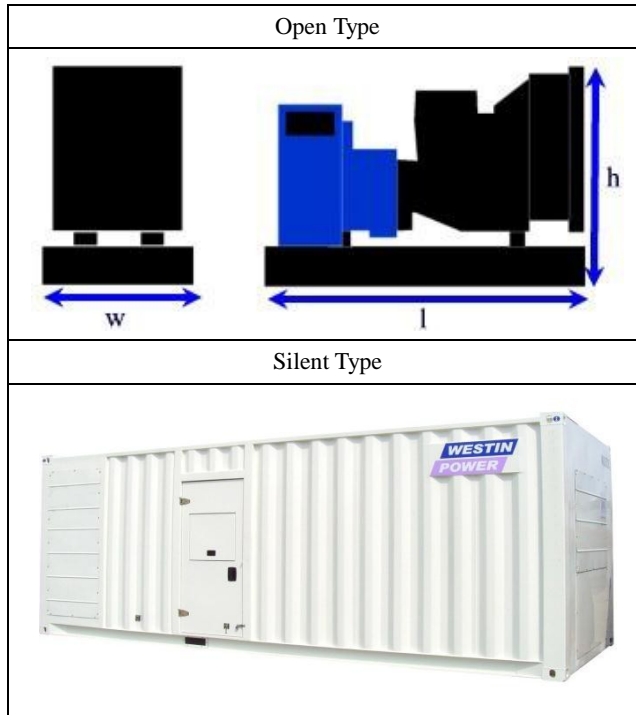 Open Type
h
w
l
Silent Type
WESTIN
POWER